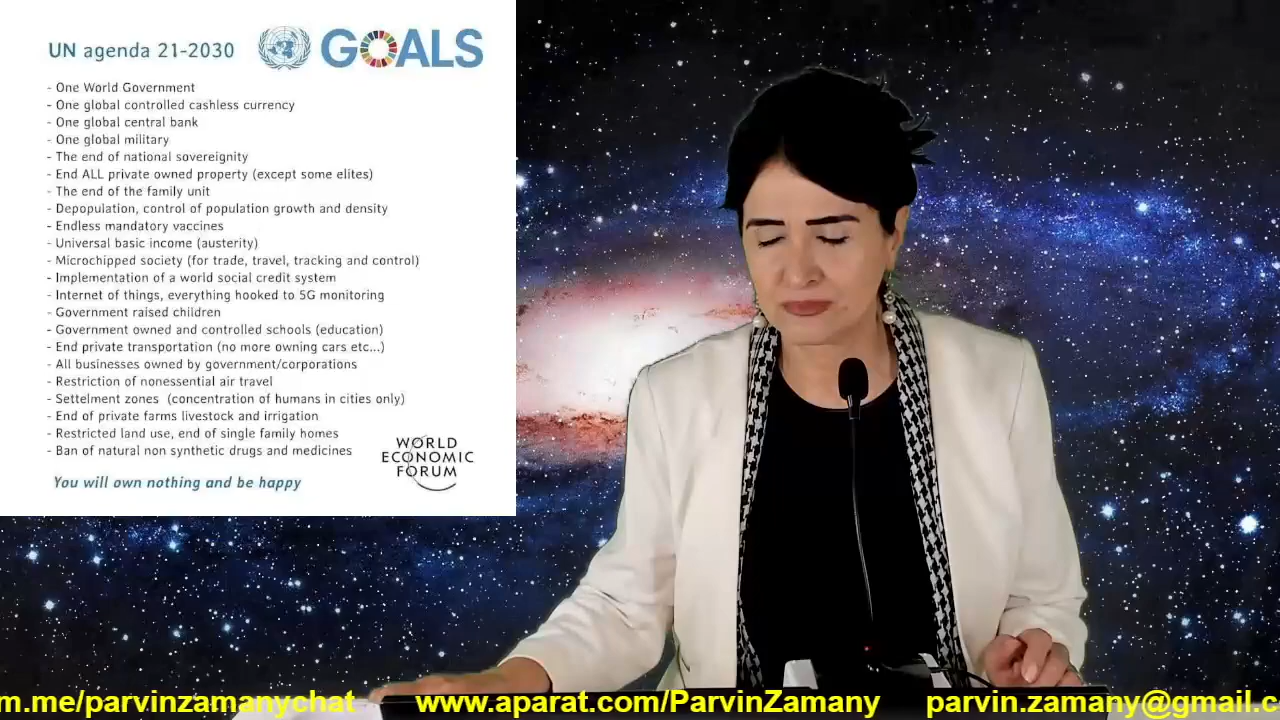 UN agenda 21-2030
GOALS
- One World Government
- One global controlled cashless currency
- One global central bank
- One global military
- The end of national sovereignity
- End ALL private owned property (except some elites)
- The end of the family unit
- Depopulation, control of population growth and density
- Endless mandatory vaccines
- Universal basic income (austerity)
- Microchipped society (for trade, travel, tracking and control)
- Implementation of a world social credit system
- Internet of things, everything hooked to 5G monitoring
- Government raised children
- Government owned and controlled schools (education)
- End private transportation (no more owning cars etc...)
- All businesses owned by government/corporations
- Restriction of nonessential air travel
- Settelment zones (concentration of humans in cities only)
- End of private farms livestock and irrigation
- Restricted land use, end of single family homes
- Ban of natural non synthetic drugs and medicines
WORLD
ECONOMIC
FORUM
You will own nothing and be happy
m.me/parvinzamanychat www.aparat.com/ParvinZamany parvin.zamany@gmail.c